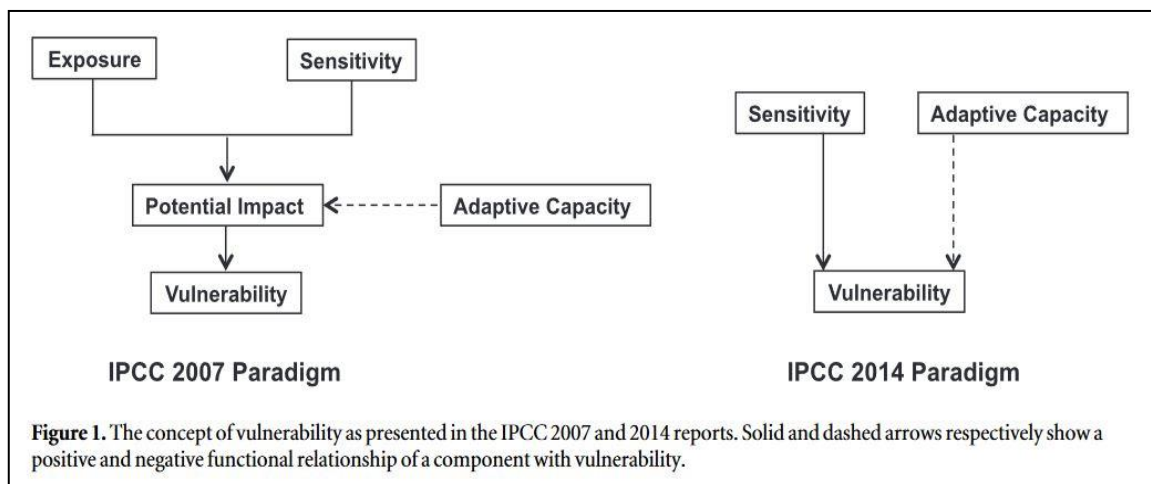 Exposure
Sensitivity
Potential Impact
Adaptive Capacity
Vulnerability
IPCC 2007 Paradigm
Sensitivity
Adaptive Capacity
Vulnerability
IPCC 2014 Paradigm
Figure 1. The concept of vulnerability as presented in the IPCC 2007 and 2014 reports. Solid and dashed arrows respectively show a
positive and negative functional relationship of a component with vulnerability.